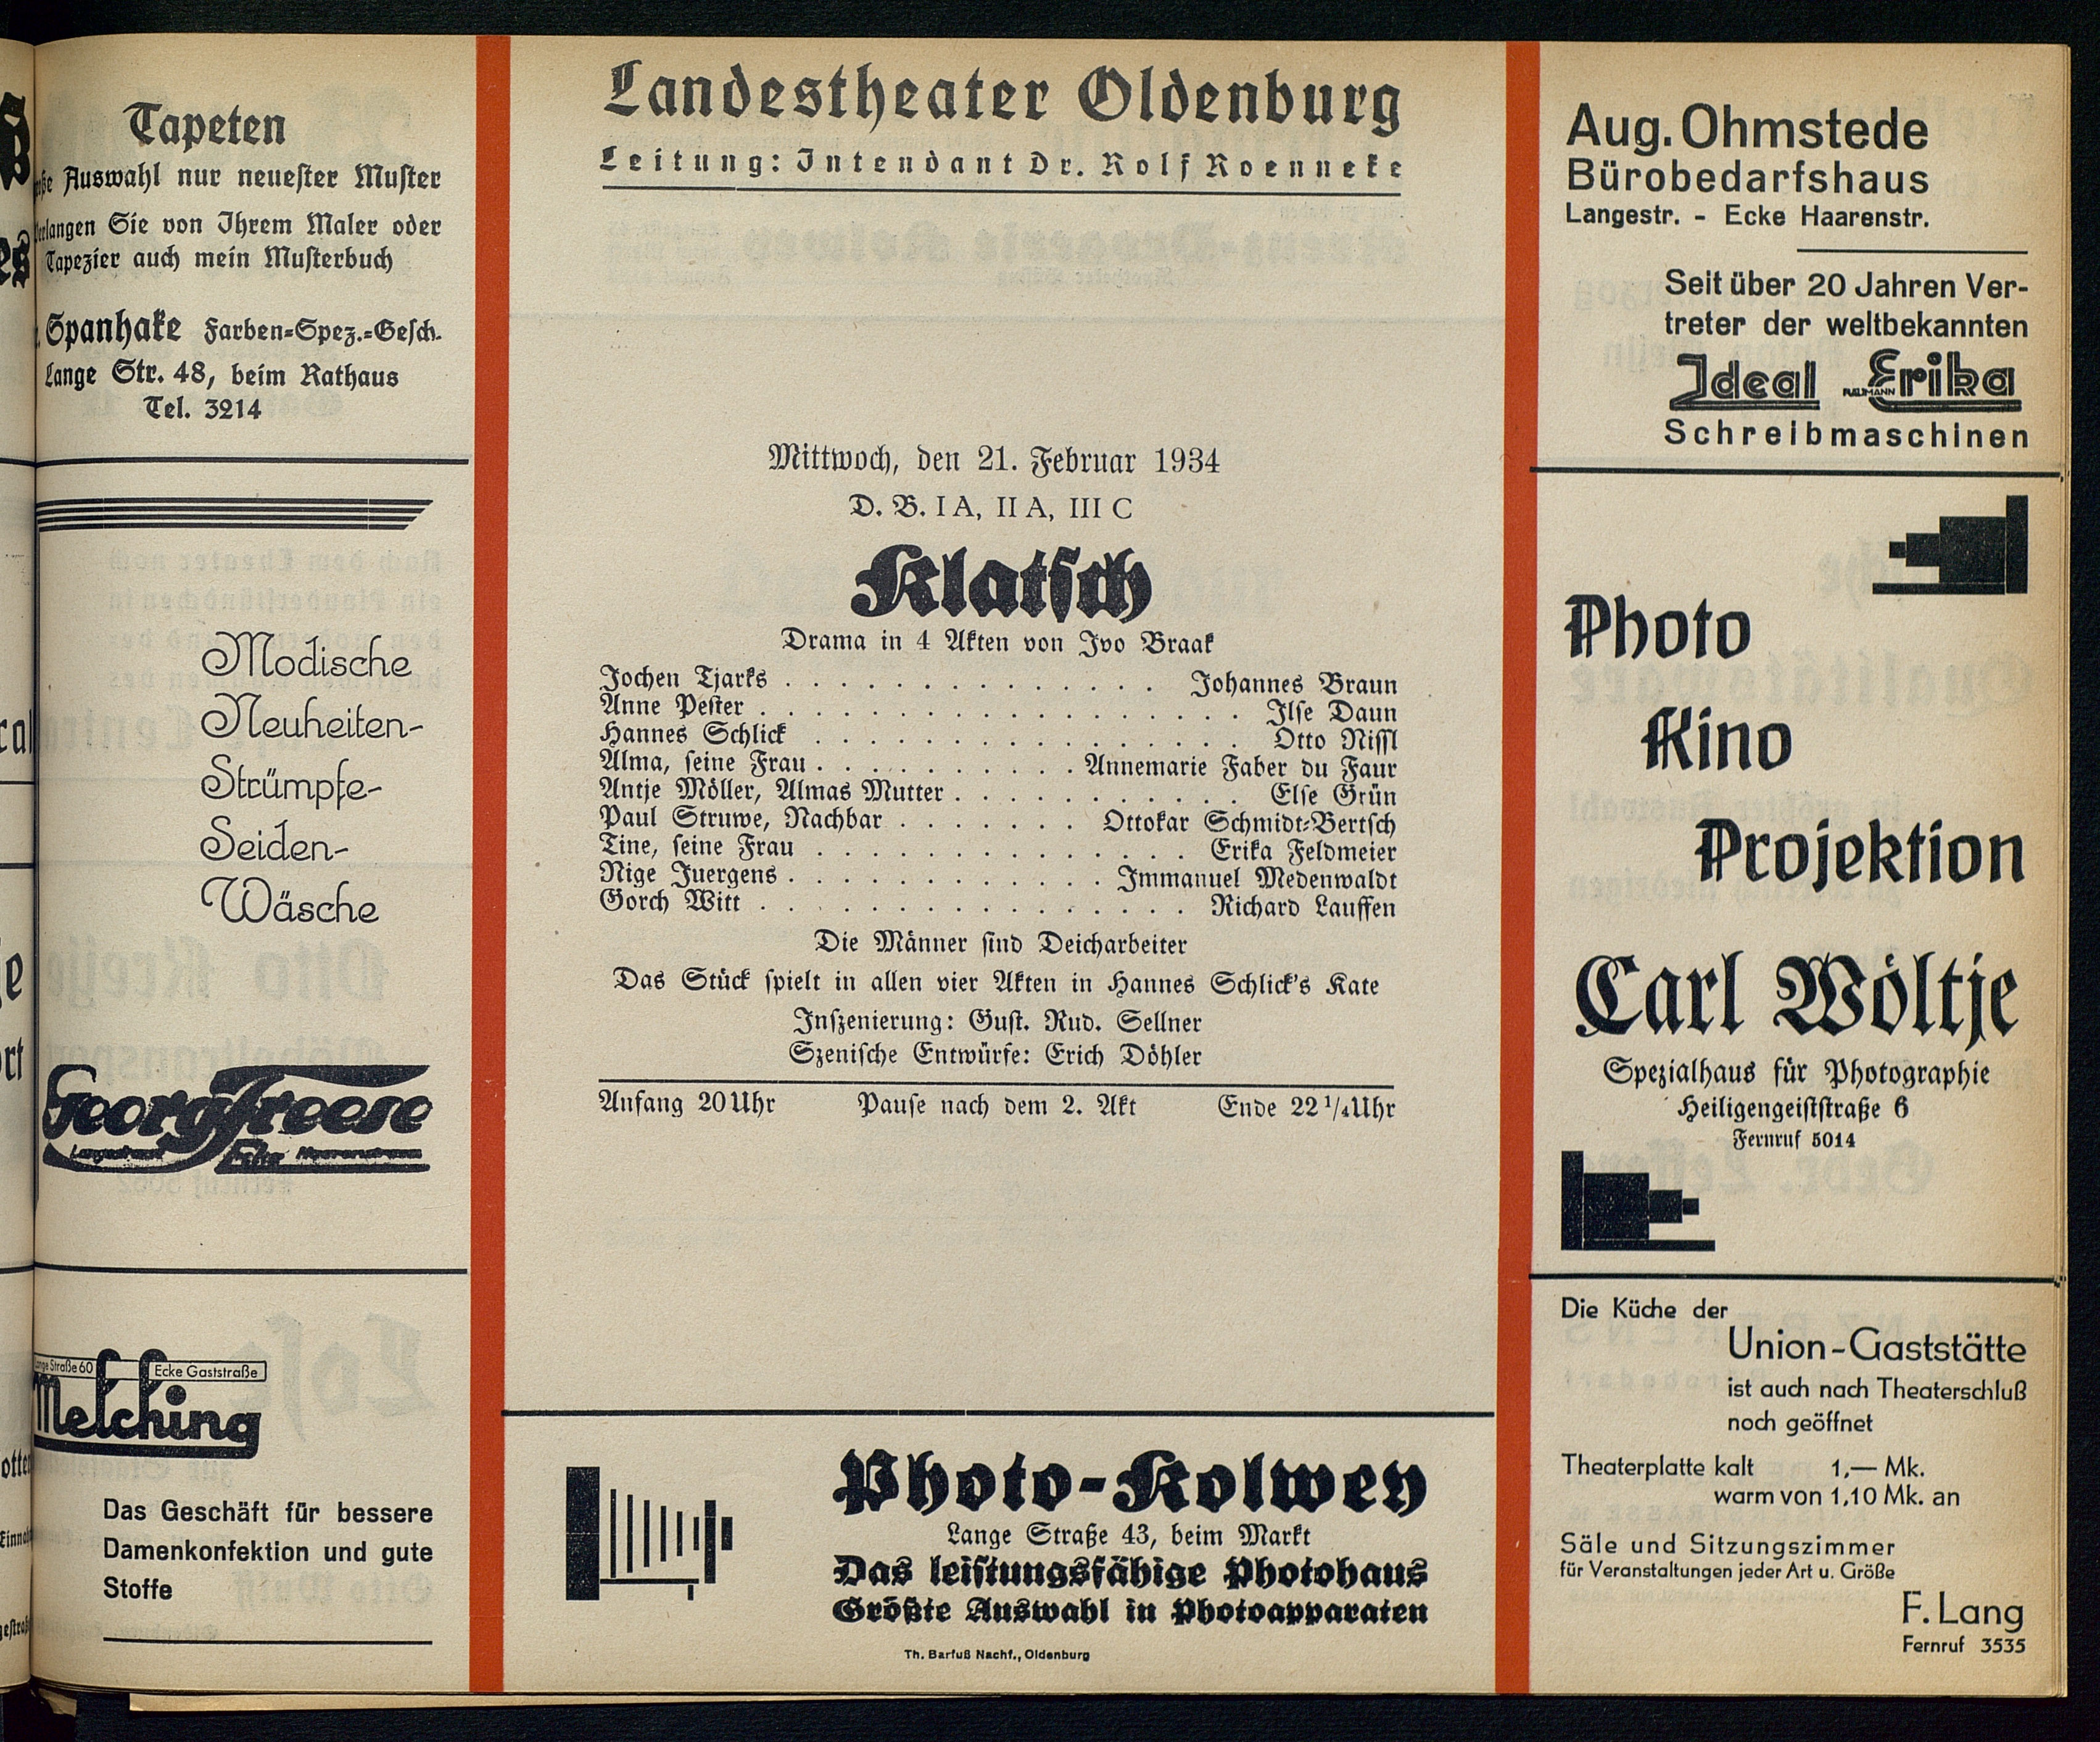 Tapeten
Auswahl nur neuester Muster
Verlangen Sie von Ihrem Maler oder
Tapezier auch mein Musterbuch
Spanhake Farben-Spez.-Gesch.
Lange Str. 48, beim Rathaus
Tel. 3214
Modische
Neuheiten-
Strümpfe-
Seiden-
Wäsche
Georg Freese
Langestraße Ecke Haarenstrasse
Straße 60 Ecke Gaststraße
Melching
Das Geschäft für bessere
Damenkonfektion und gute
Stoffe
Landestheater Oldenburg
Leitung: Intendant Dr. Rolf Roenneke
Mittwoch, den 21. Februar 1934
D. B. I A, II A, III C
Klatsch
Drama in 4 Akten von Ivo Braak
Jochen Tjarks . . . . . . . . . . . . . . Johannes Braun
Anne Pester . . . . . . . . . . . . . . . . . . Ilse Daun
Hannes Schlick . . . . . . . . . . . . . . . . Otto Nissl
Alma, seine Frau . . . . . . . . . . Annemarie Faber du Faur
Antje Möller, Almas Mutter . . . . . . . . . . . Else Grün
Paul Struwe, Nachbar . . . . . . . Ottokar Schmidt-Bertsch
Tine, seine Frau . . . . . . . . . . . . . . Erika Feldmeier
Nige Juergens . . . . . . . . . . . . Immanuel Medenwaldt
Gorch Witt . . . . . . . . . . . . . . . . Richard Lauffen
Die Männer sind Deicharbeiter
Das Stück spielt in allen vier Akten in Hannes Schlick's Kate
Inszenierung: Gust. Rud. Sellner
Szenische Entwürfe: Erich Döhler
Anfang 20 Uhr Pause nach dem 2. Akt Ende 22 1/4 Uhr
Photo-Kolwey
Lange Straße 43, beim Markt
Das leistungsfähige Photohaus
Größte Auswahl in Photoapparaten
Th. Barfuß Nachf., Oldenburg
Aug. Ohmstede
Bürobedarfshaus
Langestr. - Ecke Haarenstr.
Seit über 20 Jahren Ver-
treter der weltbekannten
Ideal NAUMANN Erika
Schreibmaschinen
Photo
Kino
Projektion
Carl Wöltje
Spezialhaus für Photographie
Heiligengeiststraße 6
Fernruf 5014
Die Küche der
Union-Gaststätte
ist auch nach Theaterschluß
noch geöffnet
Theaterplatte kalt 1,— Mk.
warm von 1,10 Mk. an
Säle und Sitzungszimmer
für Veranstaltungen jeder Art u. Größe
F. Lang
Fernruf 3535